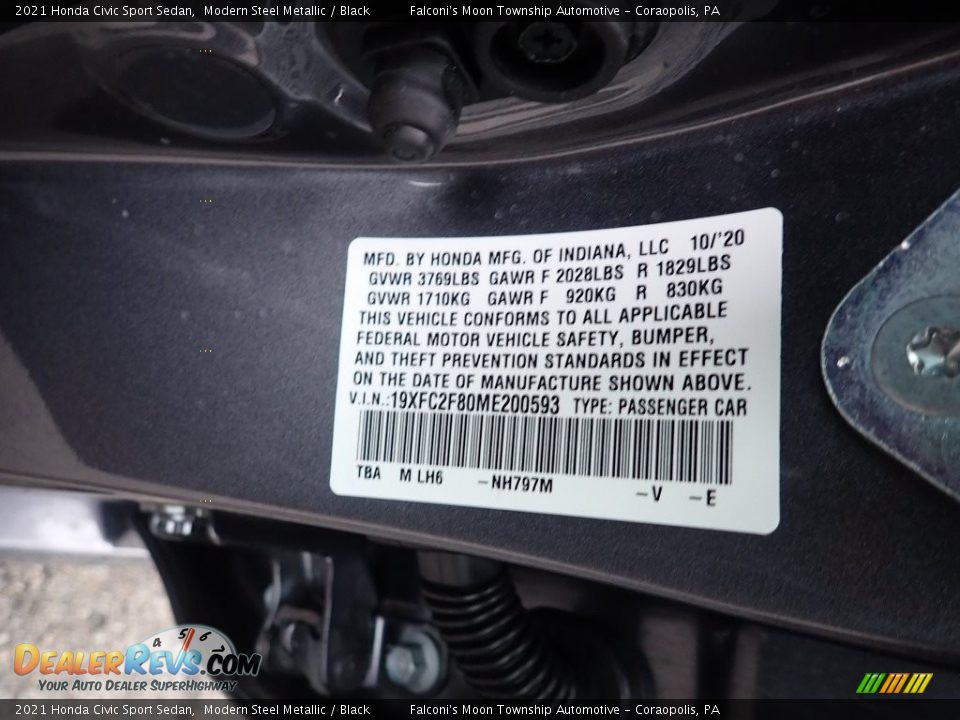 2021 Honda Civic Sport Sedan, Modern Steel Metallic / Black Falconi's Moon Township Automotive - Coraopolis, PA
MFD. BY HONDA MFG. OF INDIANA, LLC 10/'20
GVWR 3769LBS GAWR F 2028LBS R 1829LBS
GVWR 1710KG GAWR F 920KG R 830KG
THIS VEHICLE CONFORMS TO ALL APPLICABLE
FEDERAL MOTOR VEHICLE SAFETY, BUMPER,
AND THEFT PREVENTION STANDARDS IN EFFECT
ON THE DATE OF MANUFACTURE SHOWN ABOVE.
V.I.N.:19XFC2F80ME200593 TYPE: PASSENGER CAR
TBA M LH6 -NH797M -V -E
4 5 6
DEALERREVS.COM
YOUR AUTO DEALER SUPERHIGHWAY
2021 Honda Civic Sport Sedan, Modern Steel Metallic / Black Falconi's Moon Township Automotive - Coraopolis, PA